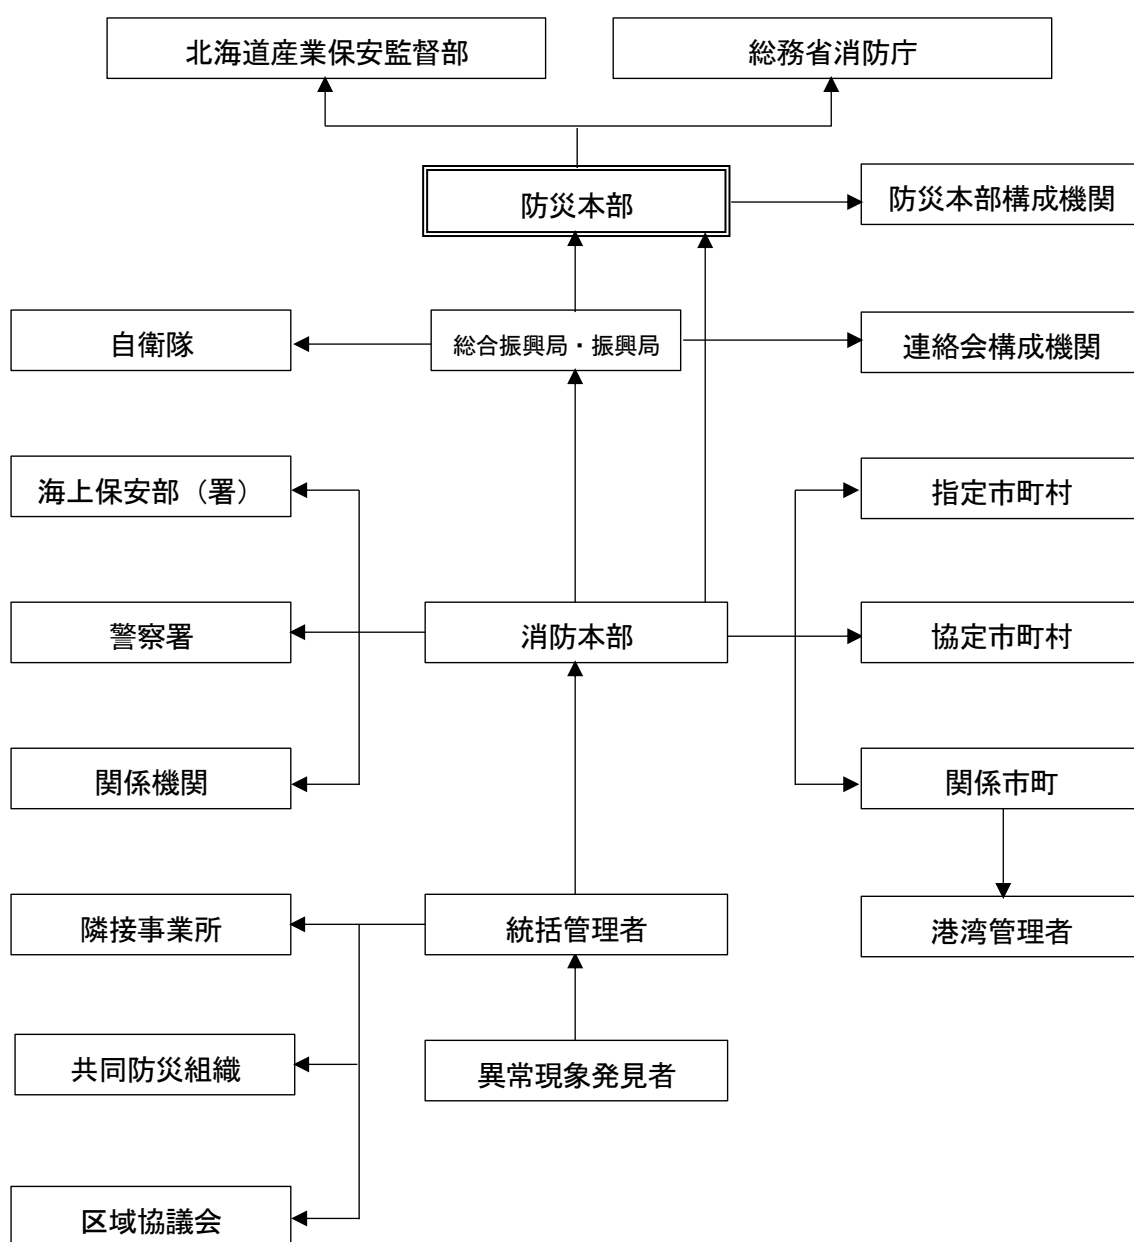 北海道産業保安監督部
総務省消防庁
防災本部
防災本部構成機関
自衛隊
総合振興局・振興局
連絡会構成機関
海上保安部（署）
指定市町村
警察署
消防本部
協定市町村
関係機関
関係市町
隣接事業所
統括管理者
港湾管理者
共同防災組織
異常現象発見者
区域協議会